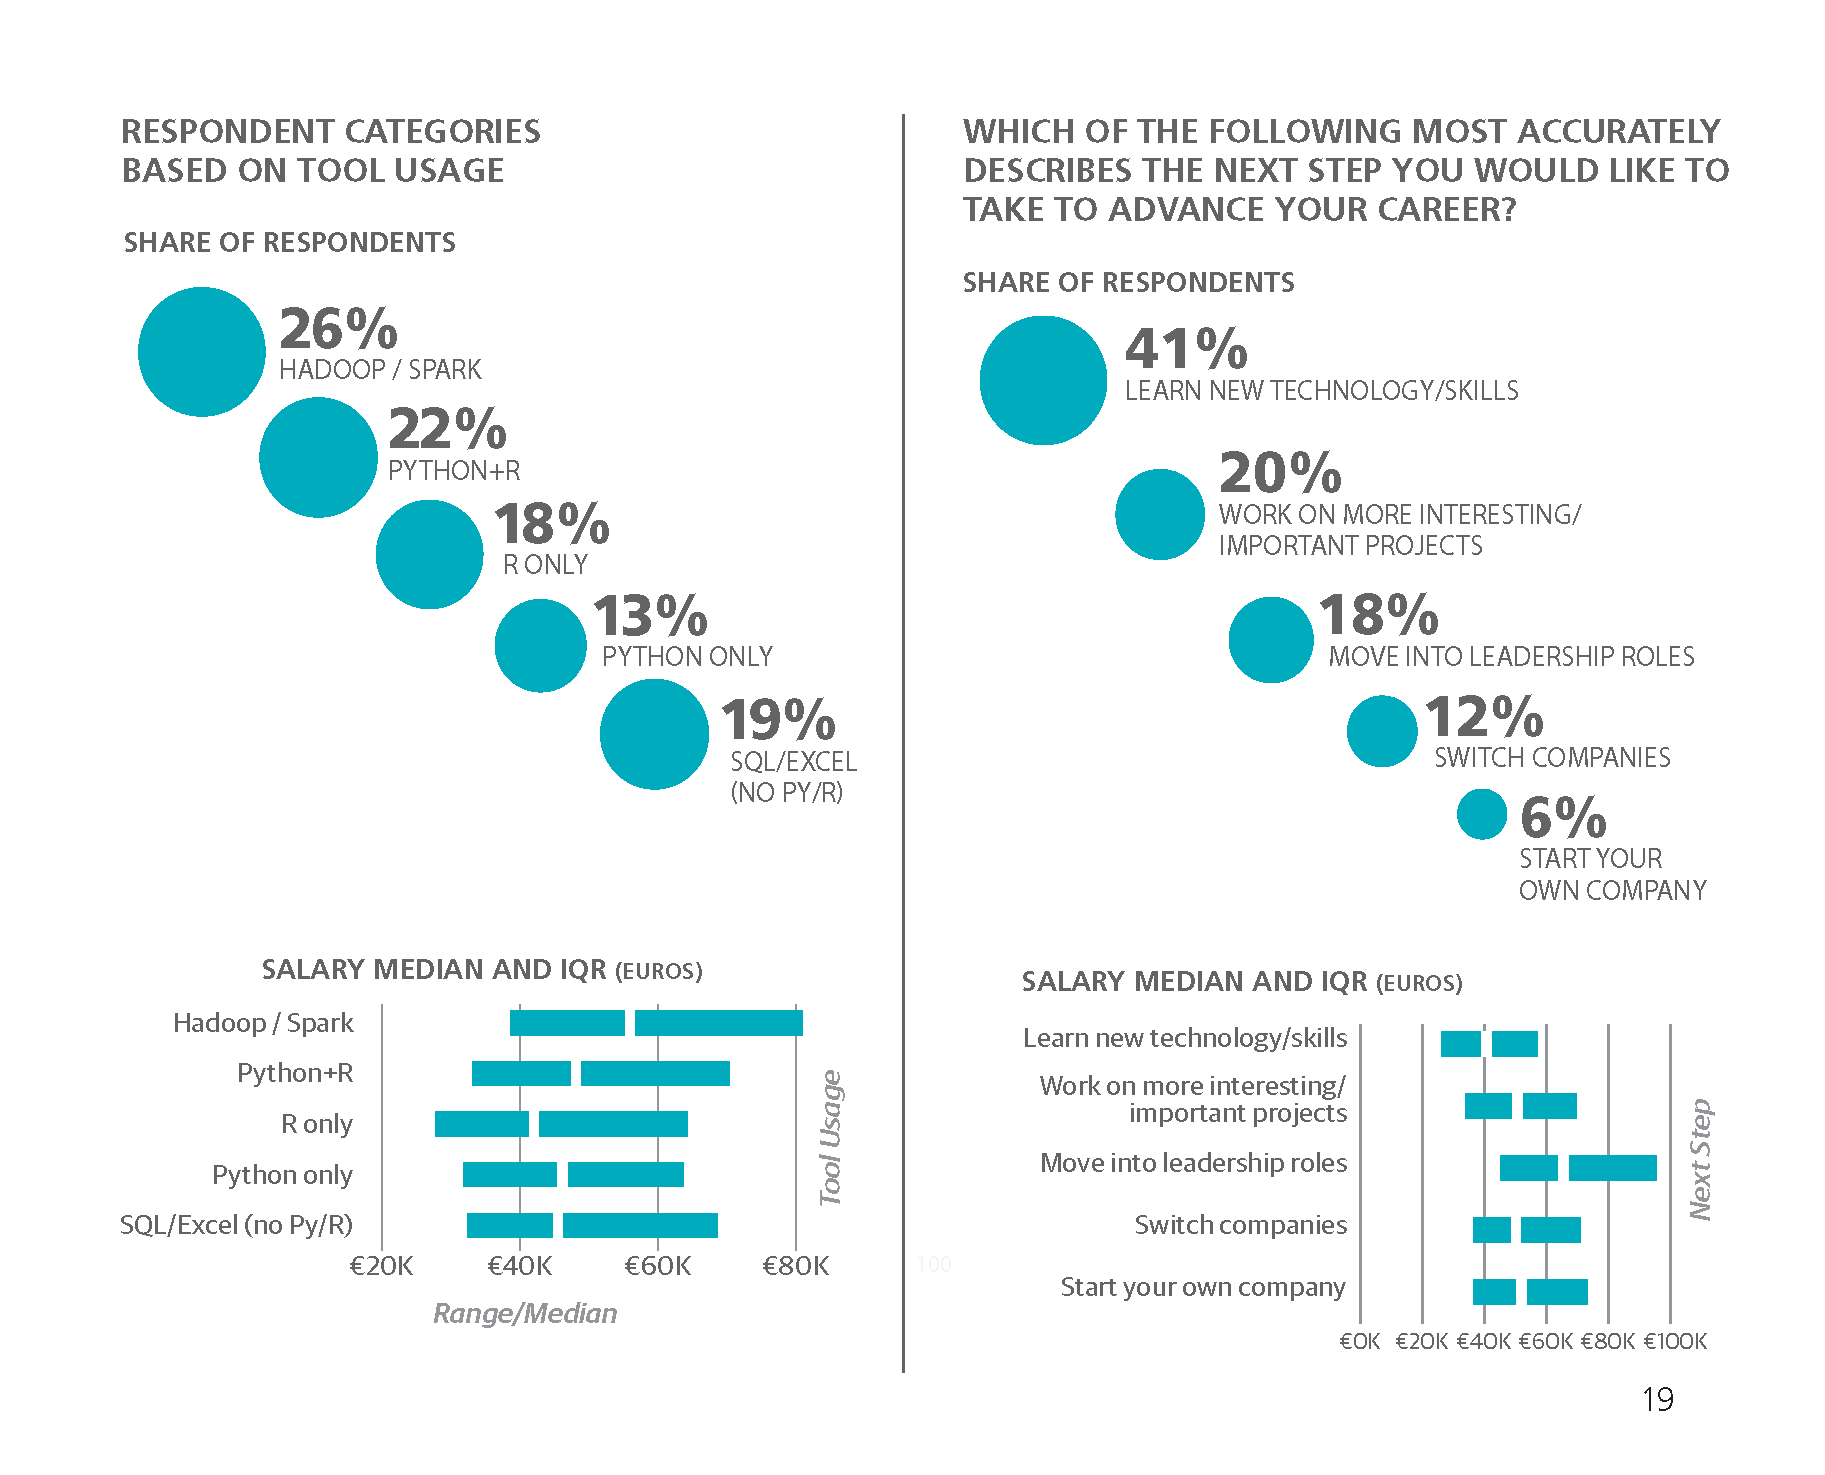 RESPONDENT CATEGORIES
BASED ON TOOL USAGE
SHARE OF RESPONDENTS
26%
HADOOP / SPARK
22%
PYTHON+R
18%
R ONLY
13%
PYTHON ONLY
19%
SQL/EXCEL
(NO PY/R)
SALARY MEDIAN AND IQR (EUROS)
Hadoop / Spark
Python+R
R only
Python only
SQL/Excel (no Py/R)
€20K €40K €60K €80K
Range/Median
Tool Usage
100
WHICH OF THE FOLLOWING MOST ACCURATELY
DESCRIBES THE NEXT STEP YOU WOULD LIKE TO
TAKE TO ADVANCE YOUR CAREER?
SHARE OF RESPONDENTS
41%
LEARN NEW TECHNOLOGY/SKILLS
20%
WORK ON MORE INTERESTING/
IMPORTANT PROJECTS
18%
MOVE INTO LEADERSHIP ROLES
12%
SWITCH COMPANIES
6%
START YOUR
OWN COMPANY
SALARY MEDIAN AND IQR (EUROS)
Learn new technology/skills
Work on more interesting/
important projects
Move into leadership roles
Switch companies
Start your own company
€0K €20K €40K €60K €80K €100K
Next Step
19